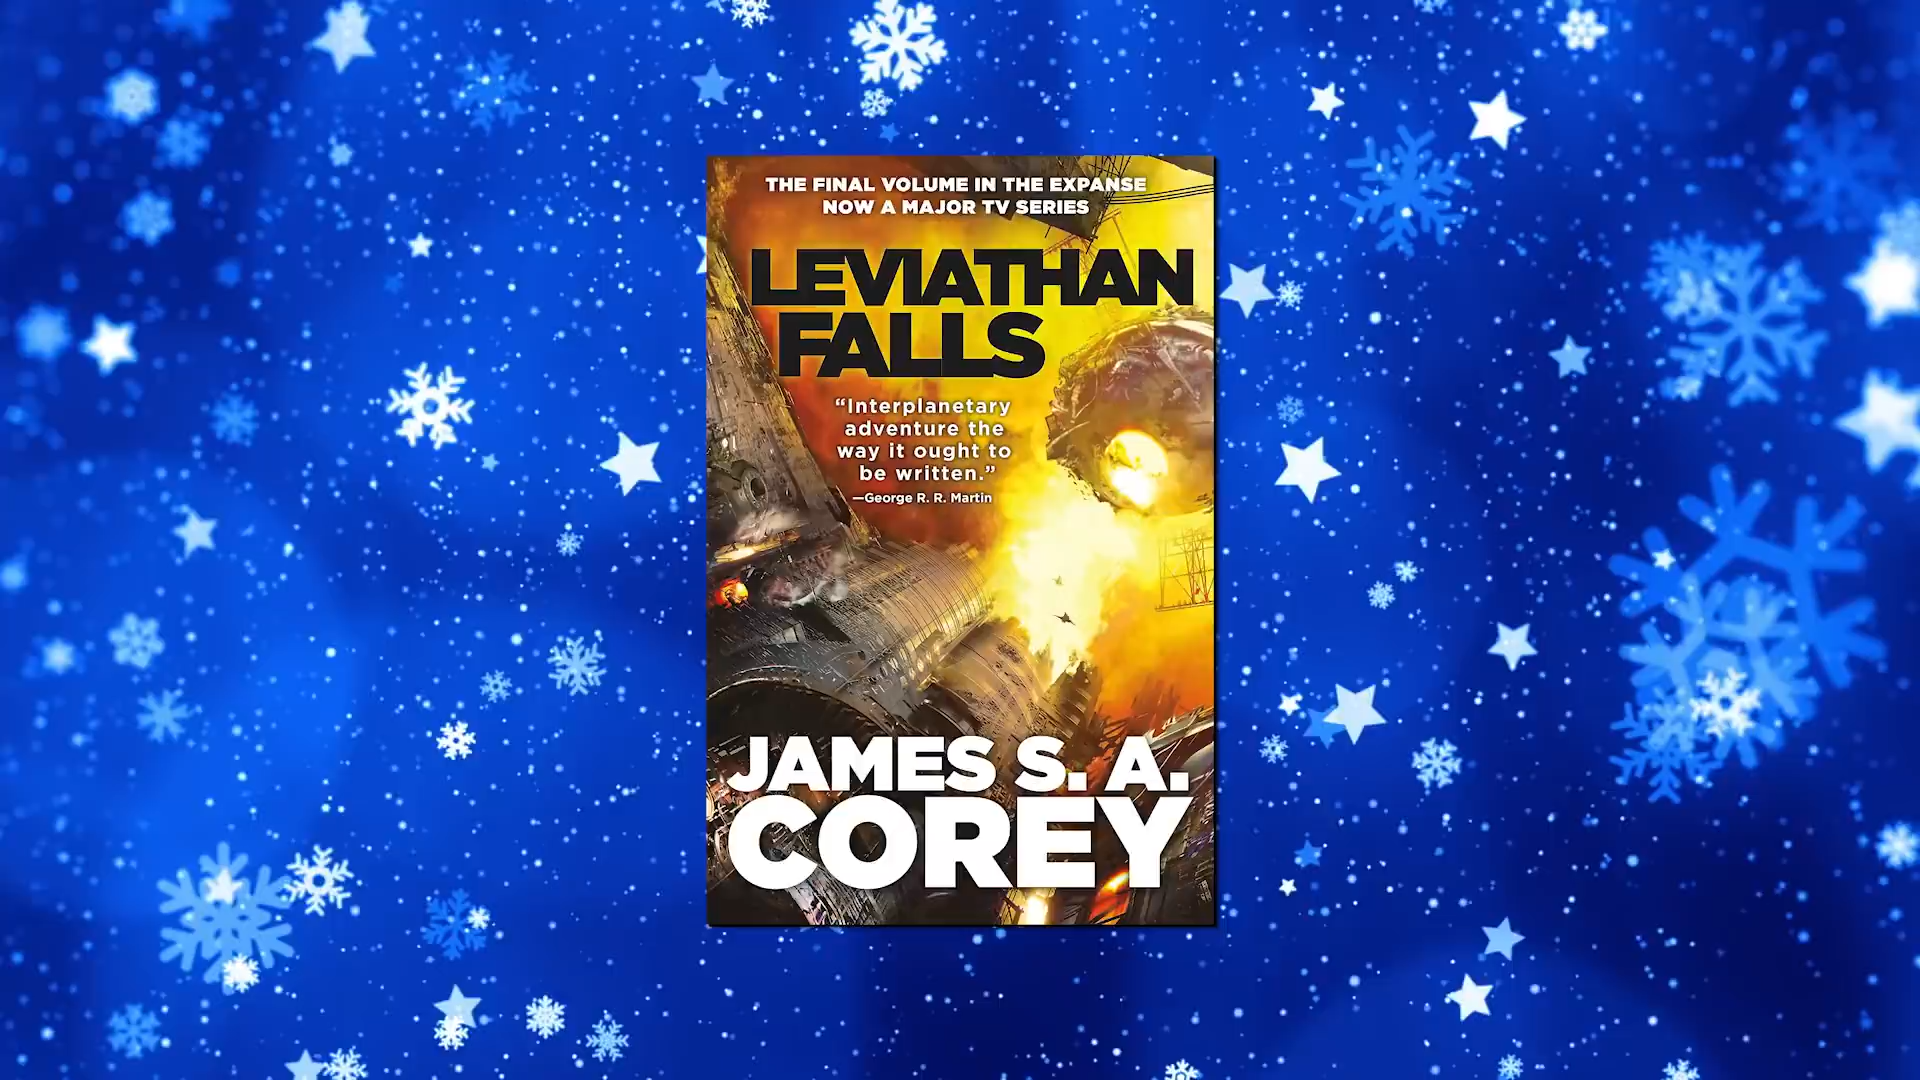 THE FINAL VOLUME IN THE EXPANSE
NOW A MAJOR TV SERIES
LEVIATHAN
FALLS
“Interplanetary
adventure the
way it ought to
be written.”
—George R. R. Martin
JAMES S. A.
COREY